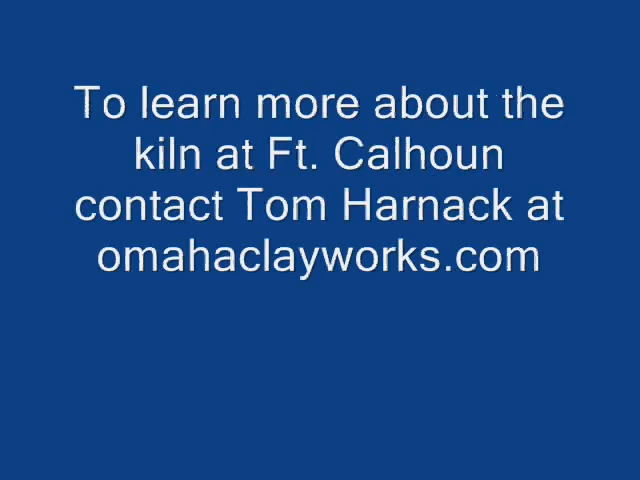 To learn more about the
kiln at Ft. Calhoun
contact Tom Harnack at
omahaclayworks.com